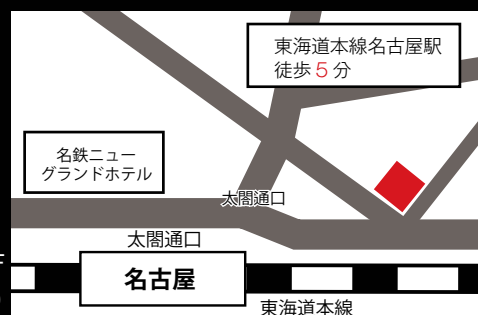 東海道本線名古屋駅
徒歩5分
名鉄ニュー
グランドホテル
太閤通口
太閤通口
名古屋
東海道本線